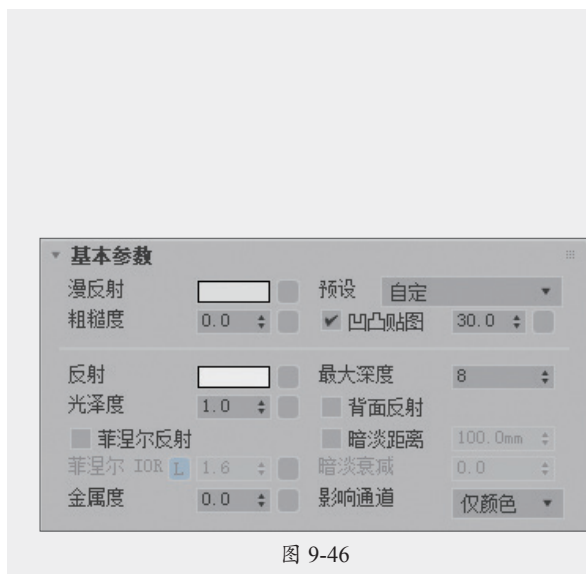 基本参数
漫反射 预设 自定
粗糙度 0.0 凹凸贴图 30.0
反射 最大深度 8
光泽度 1.0 背面反射
菲涅尔反射 暗淡距离 100.0mm
菲涅尔 IOR L 1.6 暗淡衰减 0.0
金属度 0.0 影响通道 仅颜色
图 9-46